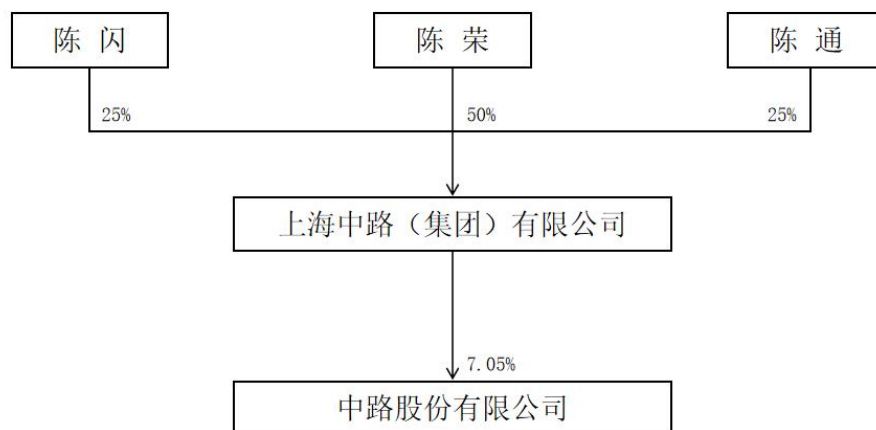 陈 闪
陈 荣
陈 通
25%
50%
25%
上海中路（集团）有限公司
7.05%
中路股份有限公司